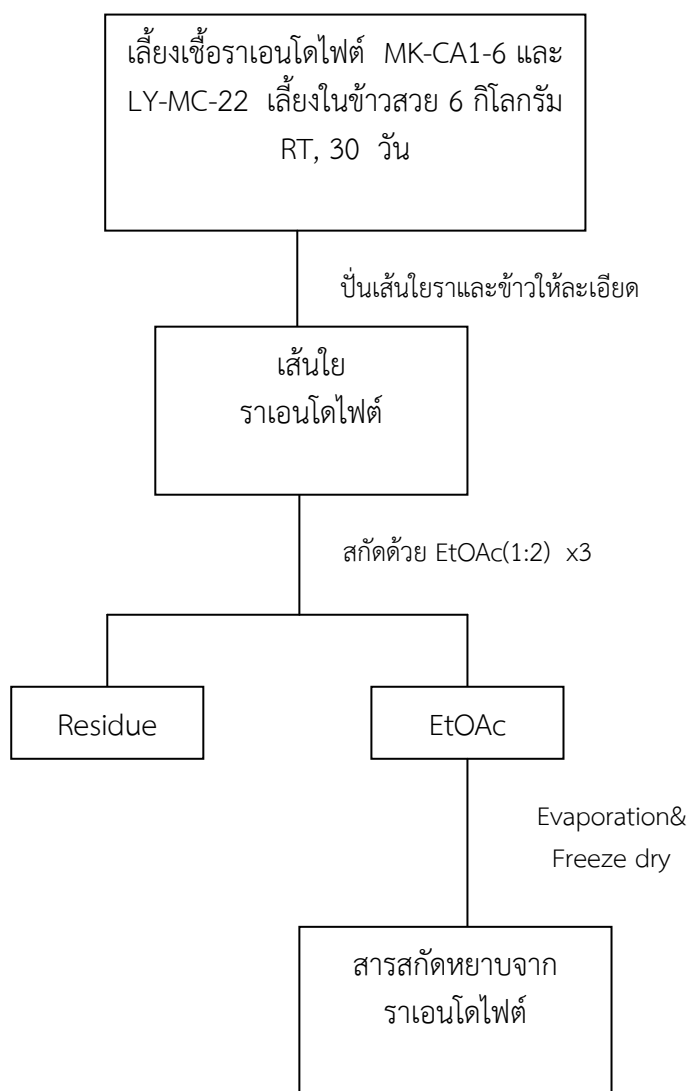 เลี้ยงเชื้อราเอนโดไฟต์ MK-CA1-6 และ
LY-MC-22 เลี้ยงในข้าวสวย 6 กิโลกรัม
RT, 30 วัน
ปั่นเส้นใยราและข้าวให้ละเอียด
เส้นใย
ราเอนโดไฟต์
สกัดด้วย EtOAc(1:2) x3
Residue
EtOAc
Evaporation&
Freeze dry
สารสกัดหยาบจาก
ราเอนโดไฟต์